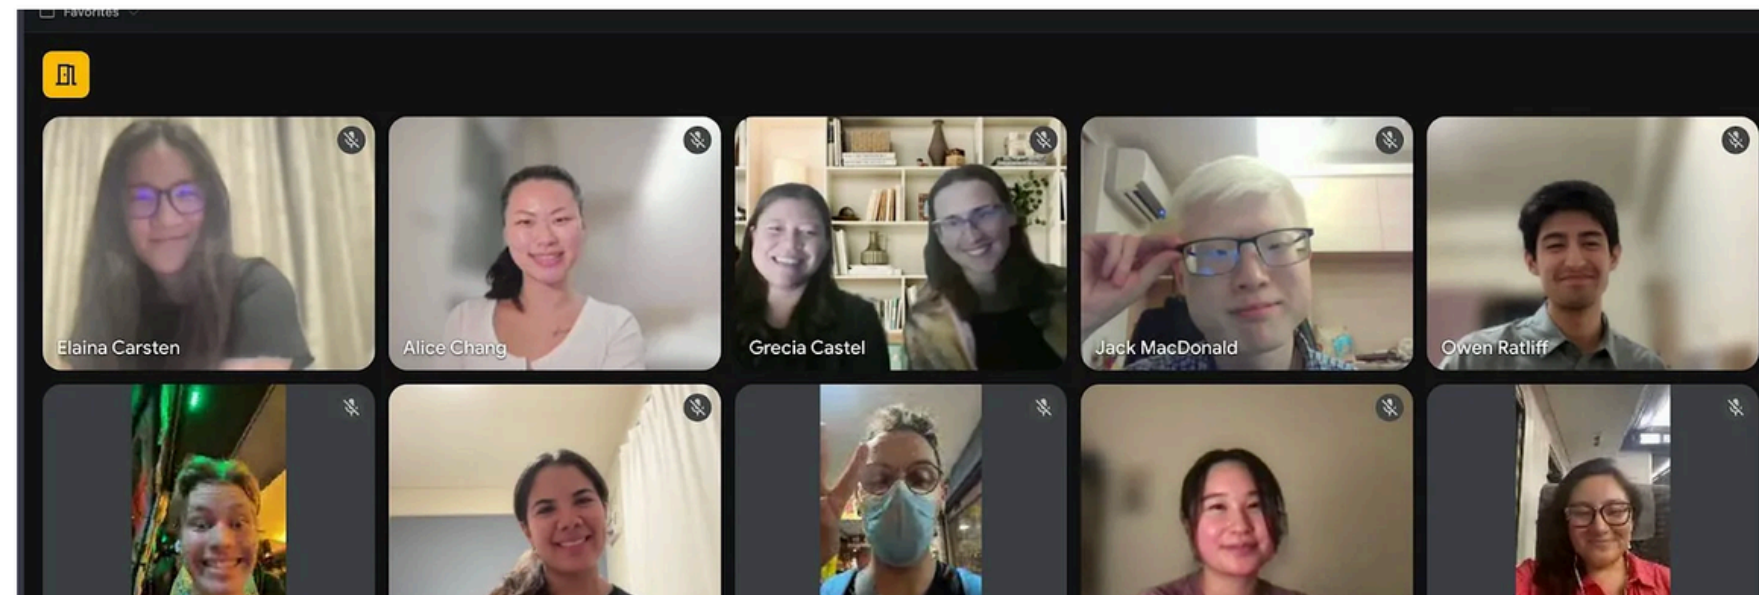 Favorites
Elaina Carsten
Alice Chang
Grecia Castel
Jack MacDonald
Owen Ratliff